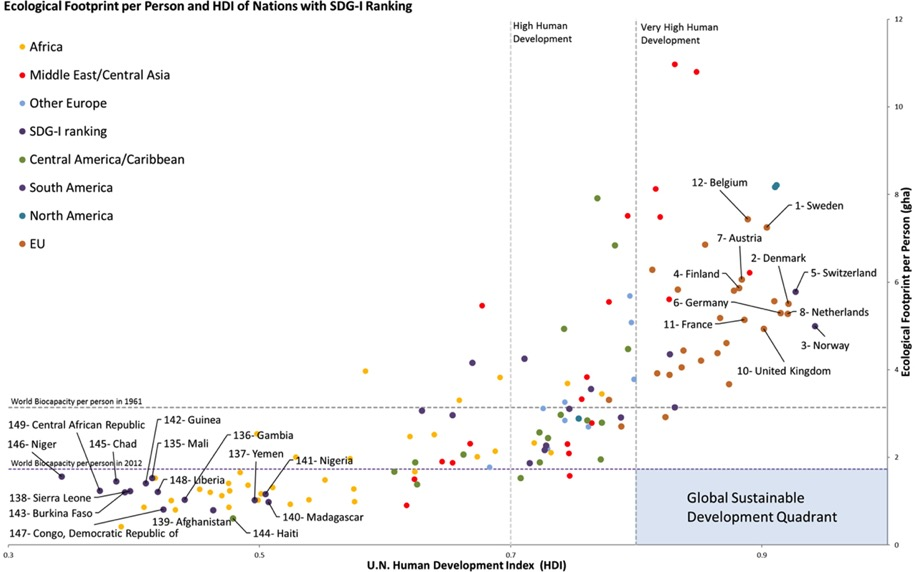 Ecological Footprint per Person and HDI of Nations with SDG-I Ranking
Africa
Middle East/Central Asia
Other Europe
SDG-I ranking
Central America/Caribbean
South America
North America
EU
High Human
Development
Very High Human
Development
12
10
8
6
4
2
0
Ecological Footprint per Person (gha)
12- Belgium
1- Sweden
7- Austria
2- Denmark
4- Finland
5- Switzerland
6- Germany
8- Netherlands
11- France
3- Norway
10- United Kingdom
World Biocapacity per person in 1961
149- Central African Republic
142- Guinea
146- Niger
145- Chad
135- Mali
136- Gambia
137- Yemen
141- Nigeria
World Biocapacity per person in 2012
148- Liberia
138- Sierra Leone
143- Burkina Faso
139- Afghanistan
140- Madagascar
147- Congo, Democratic Republic of
144- Haiti
Global Sustainable
Development Quadrant
0.3
0.5
0.7
0.9
U.N. Human Development Index (HDI)